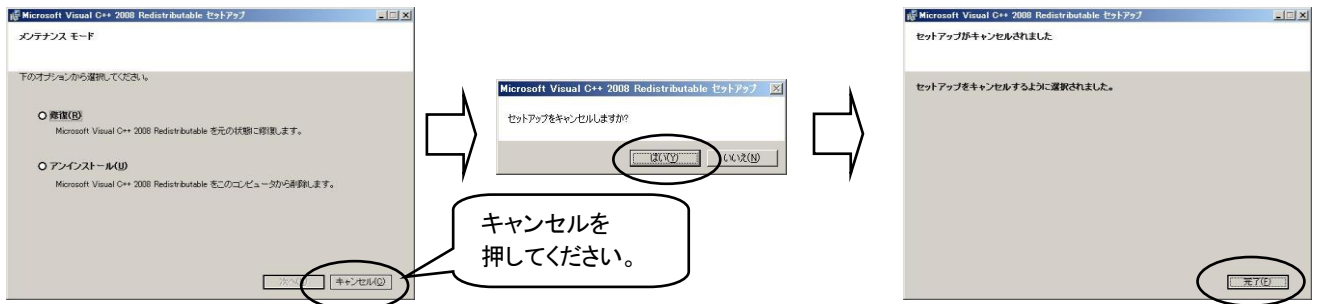 Microsoft Visual C++ 2008 Redistributable セットアップ
メンテナンス モード
下のオプションから選択してください。
修復(R)
Microsoft Visual C++ 2008 Redistributable を元の状態に修復します。
アンインストール(U)
Microsoft Visual C++ 2008 Redistributable をこのコンピュータから削除します。
キャンセル(C)
Microsoft Visual C++ 2008 Redistributable セットアップ
セットアップをキャンセルしますか?
はい(Y)
いいえ(N)
キャンセルを
押してください。
Microsoft Visual C++ 2008 Redistributable セットアップ
セットアップがキャンセルされました
セットアップをキャンセルするように選択されました。
完了(F)